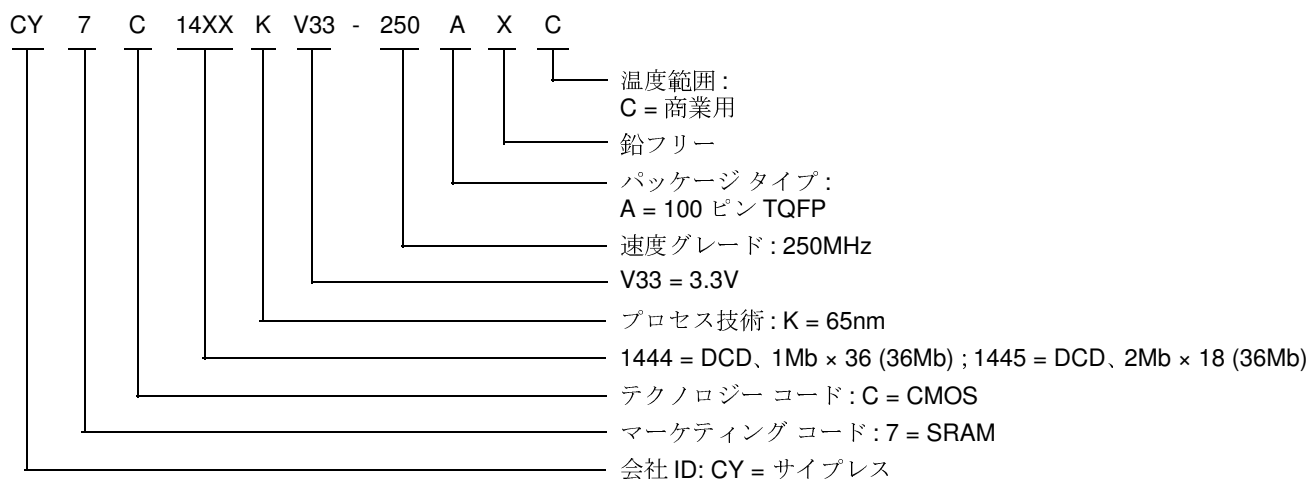 CY 7 C 14XX K V33 - 250 A X C
温度範囲 :
C = 商業用
鉛フリー
パッケージ タイプ :
A = 100 ピン TQFP
速度グレード : 250MHz
V33 = 3.3V
プロセス技術 : K = 65nm
1444 = DCD、1Mb × 36 (36Mb) ; 1445 = DCD、2Mb × 18 (36Mb)
テクノロジー コード : C = CMOS
マーケティング コード : 7 = SRAM
会社 ID: CY = サイプレス